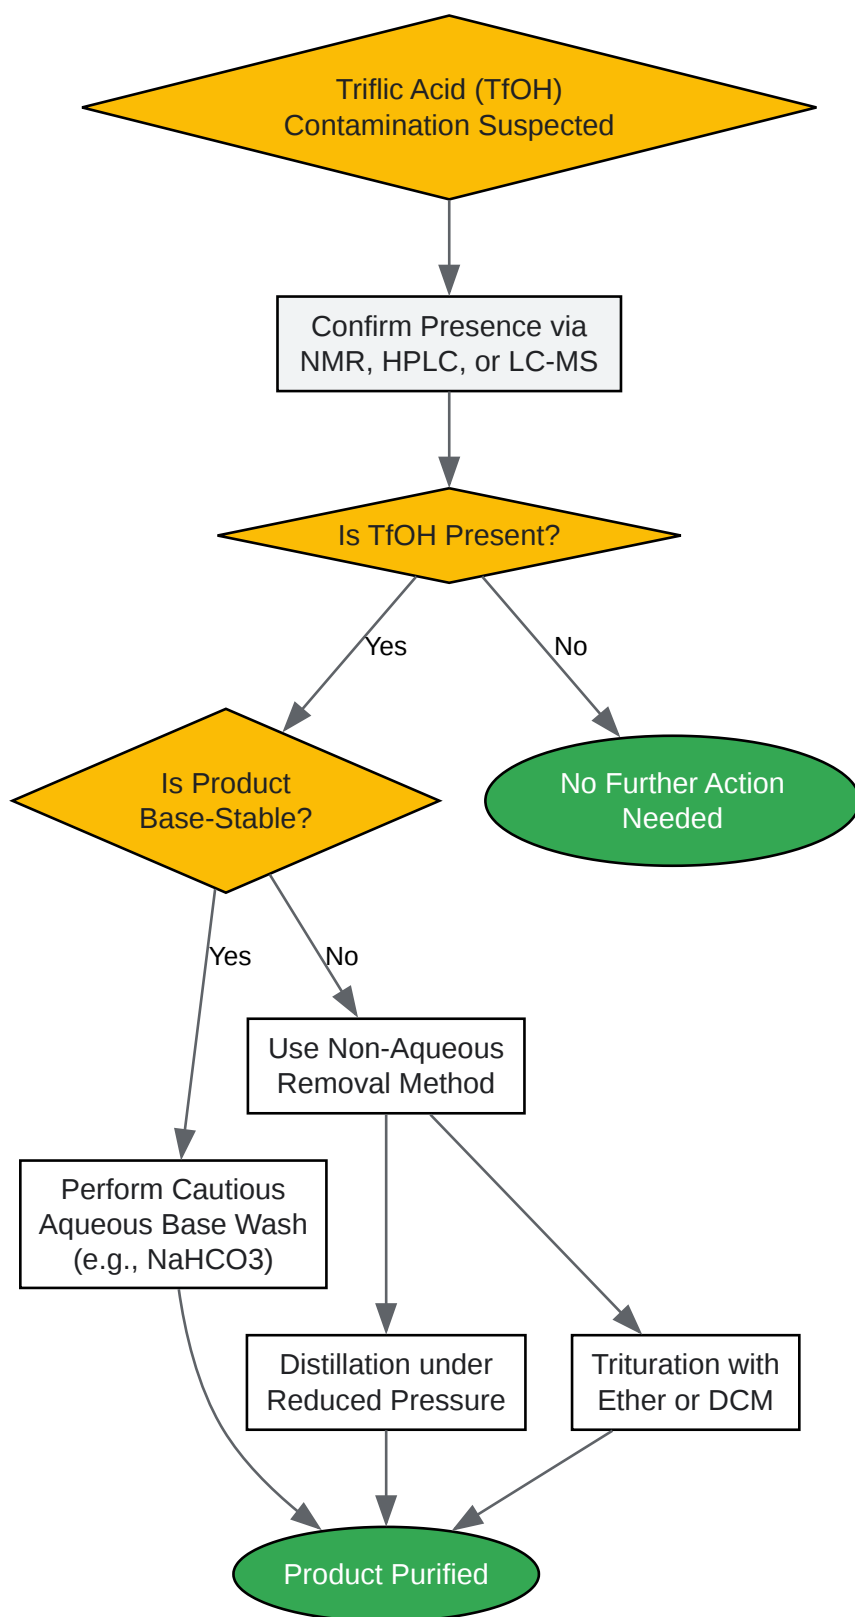 Triflic Acid (TfOH)
Contamination Suspected
Confirm Presence via
NMR, HPLC, or LC-MS
Is TfOH Present?
Yes
No
Is Product
Base-Stable?
No Further Action
Needed
Yes
No
Use Non-Aqueous
Removal Method
Perform Cautious
Aqueous Base Wash
(e.g., NaHCO3)
Distillation under
Reduced Pressure
Trituration with
Ether or DCM
Product Purified